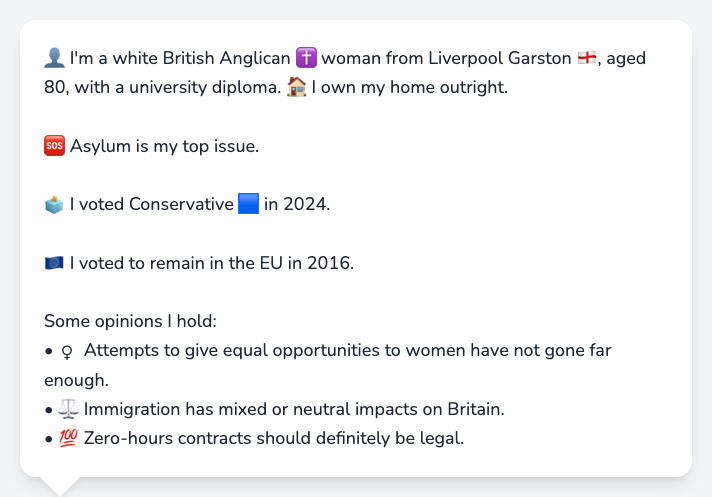 👤 I'm a white British Anglican ✝️ woman from Liverpool Garston 🏴󠁧󠁢󠁥󠁮󠁧󠁿, aged
80, with a university diploma. 🏠 I own my home outright.
🆘 Asylum is my top issue.
🗳️ I voted Conservative 🟦 in 2024.
🇪🇺 I voted to remain in the EU in 2016.
Some opinions I hold:
• ♀️ Attempts to give equal opportunities to women have not gone far
enough.
• ⚖️ Immigration has mixed or neutral impacts on Britain.
• 💯 Zero-hours contracts should definitely be legal.